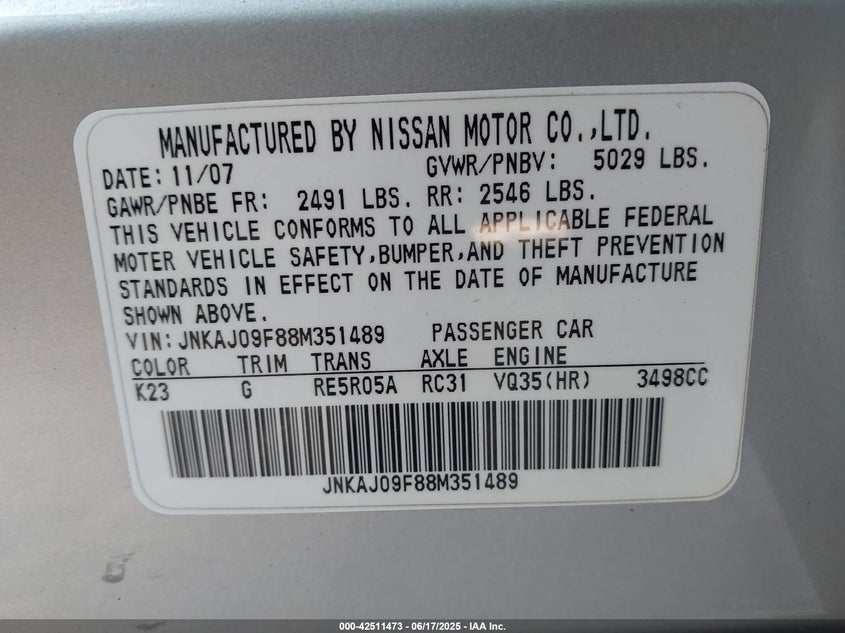 MANUFACTURED BY NISSAN MOTOR CO.,LTD.
DATE: 11/07 GVWR/PNBV: 5029 LBS.
GAWR/PNBE FR: 2491 LBS. RR: 2546 LBS.
THIS VEHICLE CONFORMS TO ALL APPLICABLE FEDERAL
MOTER VEHICLE SAFETY,BUMPER,AND THEFT PREVENTION
STANDARDS IN EFFECT ON THE DATE OF MANUFACTURE
SHOWN ABOVE.
VIN: JNKAJ09F88M351489 PASSENGER CAR
COLOR TRIM TRANS AXLE ENGINE
K23 G RE5R05A RC31 VQ35(HR) 3498CC
JNKAJ09F88M351489
000-42511473 - 06/17/2025 - IAA Inc.